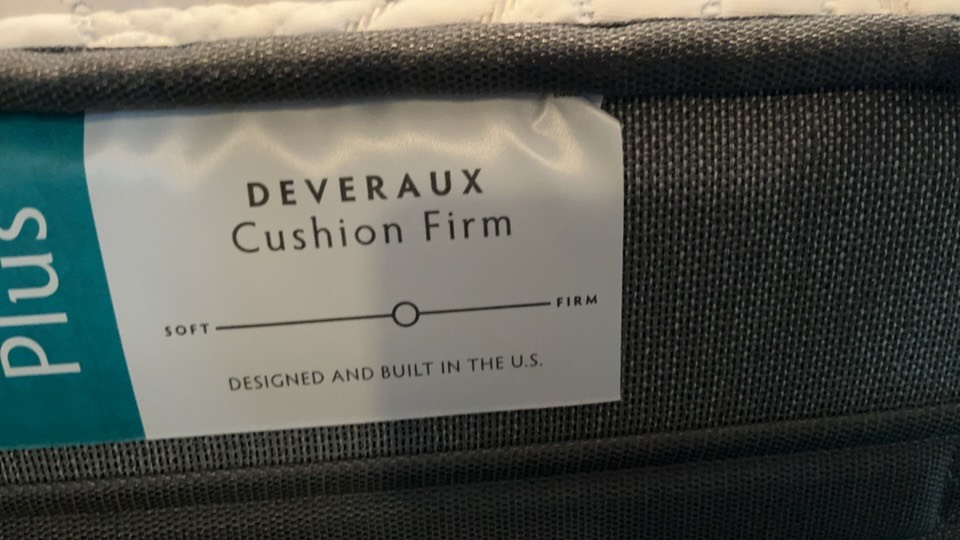 Plus
DEVERAUX
Cushion Firm
SOFT FIRM
DESIGNED AND BUILT IN THE U.S.